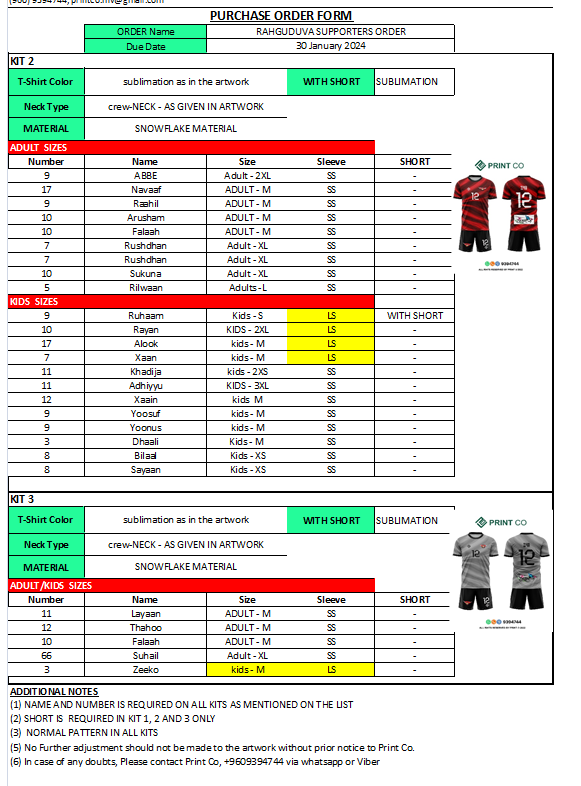 (960) 9394744, printco.mv@gmail.com
PURCHASE ORDER FORM
ORDER Name RAHGUDUVA SUPPORTERS ORDER
Due Date 30 January 2024
KIT 2
T-Shirt Color sublimation as in the artwork WITH SHORT SUBLIMATION
Neck Type crew-NECK - AS GIVEN IN ARTWORK
MATERIAL SNOWFLAKE MATERIAL
ADULT SIZES
Number Name Size Sleeve SHORT
9 ABBE Adult - 2XL SS -
17 Navaaf ADULT - M SS -
9 Raahil ADULT - M SS -
10 Arusham ADULT - M SS -
10 Falaah ADULT - M SS -
7 Rushdhan Adult - XL SS -
7 Rushdhan Adult - XL SS -
10 Sukuna Adult - XL SS -
5 Rilwaan Adults - L SS -
PRINT CO
12
12
9394744
KIDS SIZES
9 Ruhaam Kids - S LS WITH SHORT
10 Rayan KIDS - 2XL LS -
17 Alook kids - M LS -
7 Xaan kids - M LS -
11 Khadija kids - 2XS SS -
11 Adhiyyu KIDS - 3XL SS -
12 Xaain kids M SS -
9 Yoosuf kids - M SS -
9 Yoonus kids - M SS -
3 Dhaali Kids - M SS -
8 Bilaal Kids - XS SS -
8 Sayaan Kids - XS SS -
KIT 3
T-Shirt Color sublimation as in the artwork WITH SHORT SUBLIMATION
Neck Type crew-NECK - AS GIVEN IN ARTWORK
MATERIAL SNOWFLAKE MATERIAL
PRINT CO
12
12
9394744
ADULT/KIDS SIZES
Number Name Size Sleeve SHORT
11 Layaan ADULT - M SS -
12 Thahoo ADULT - M SS -
10 Falaah ADULT - M SS -
66 Suhail Adult - XL SS -
3 Zeeko kids - M LS -
ADDITIONAL NOTES
(1) NAME AND NUMBER IS REQUIRED ON ALL KITS AS MENTIONED ON THE LIST
(2) SHORT IS REQUIRED IN KIT 1, 2 AND 3 ONLY
(3) NORMAL PATTERN IN ALL KITS
(5) No Further adjustment should not be made to the artwork without prior notice to Print Co.
(6) In case of any doubts, Please contact Print Co, +9609394744 via whatsapp or Viber